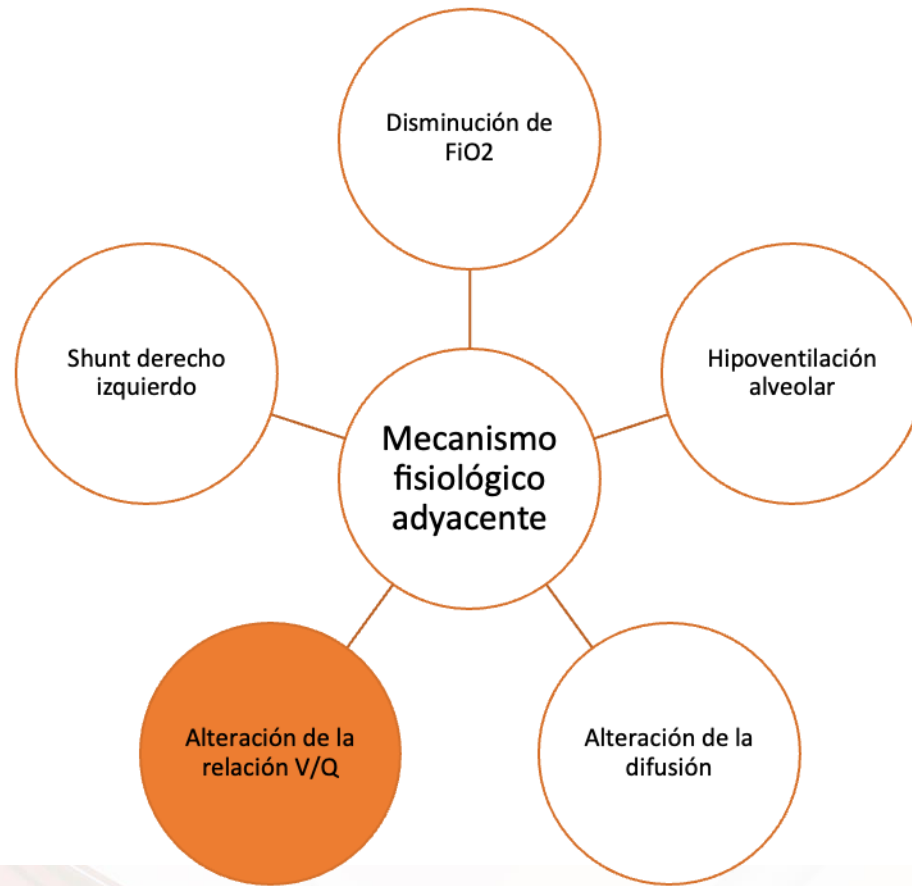 Disminución de
FiO2
Shunt derecho
izquierdo
Hipoventilación
alveolar
Mecanismo
fisiológico
adyacente
Alteración de la
relación V/Q
Alteración de la
difusión